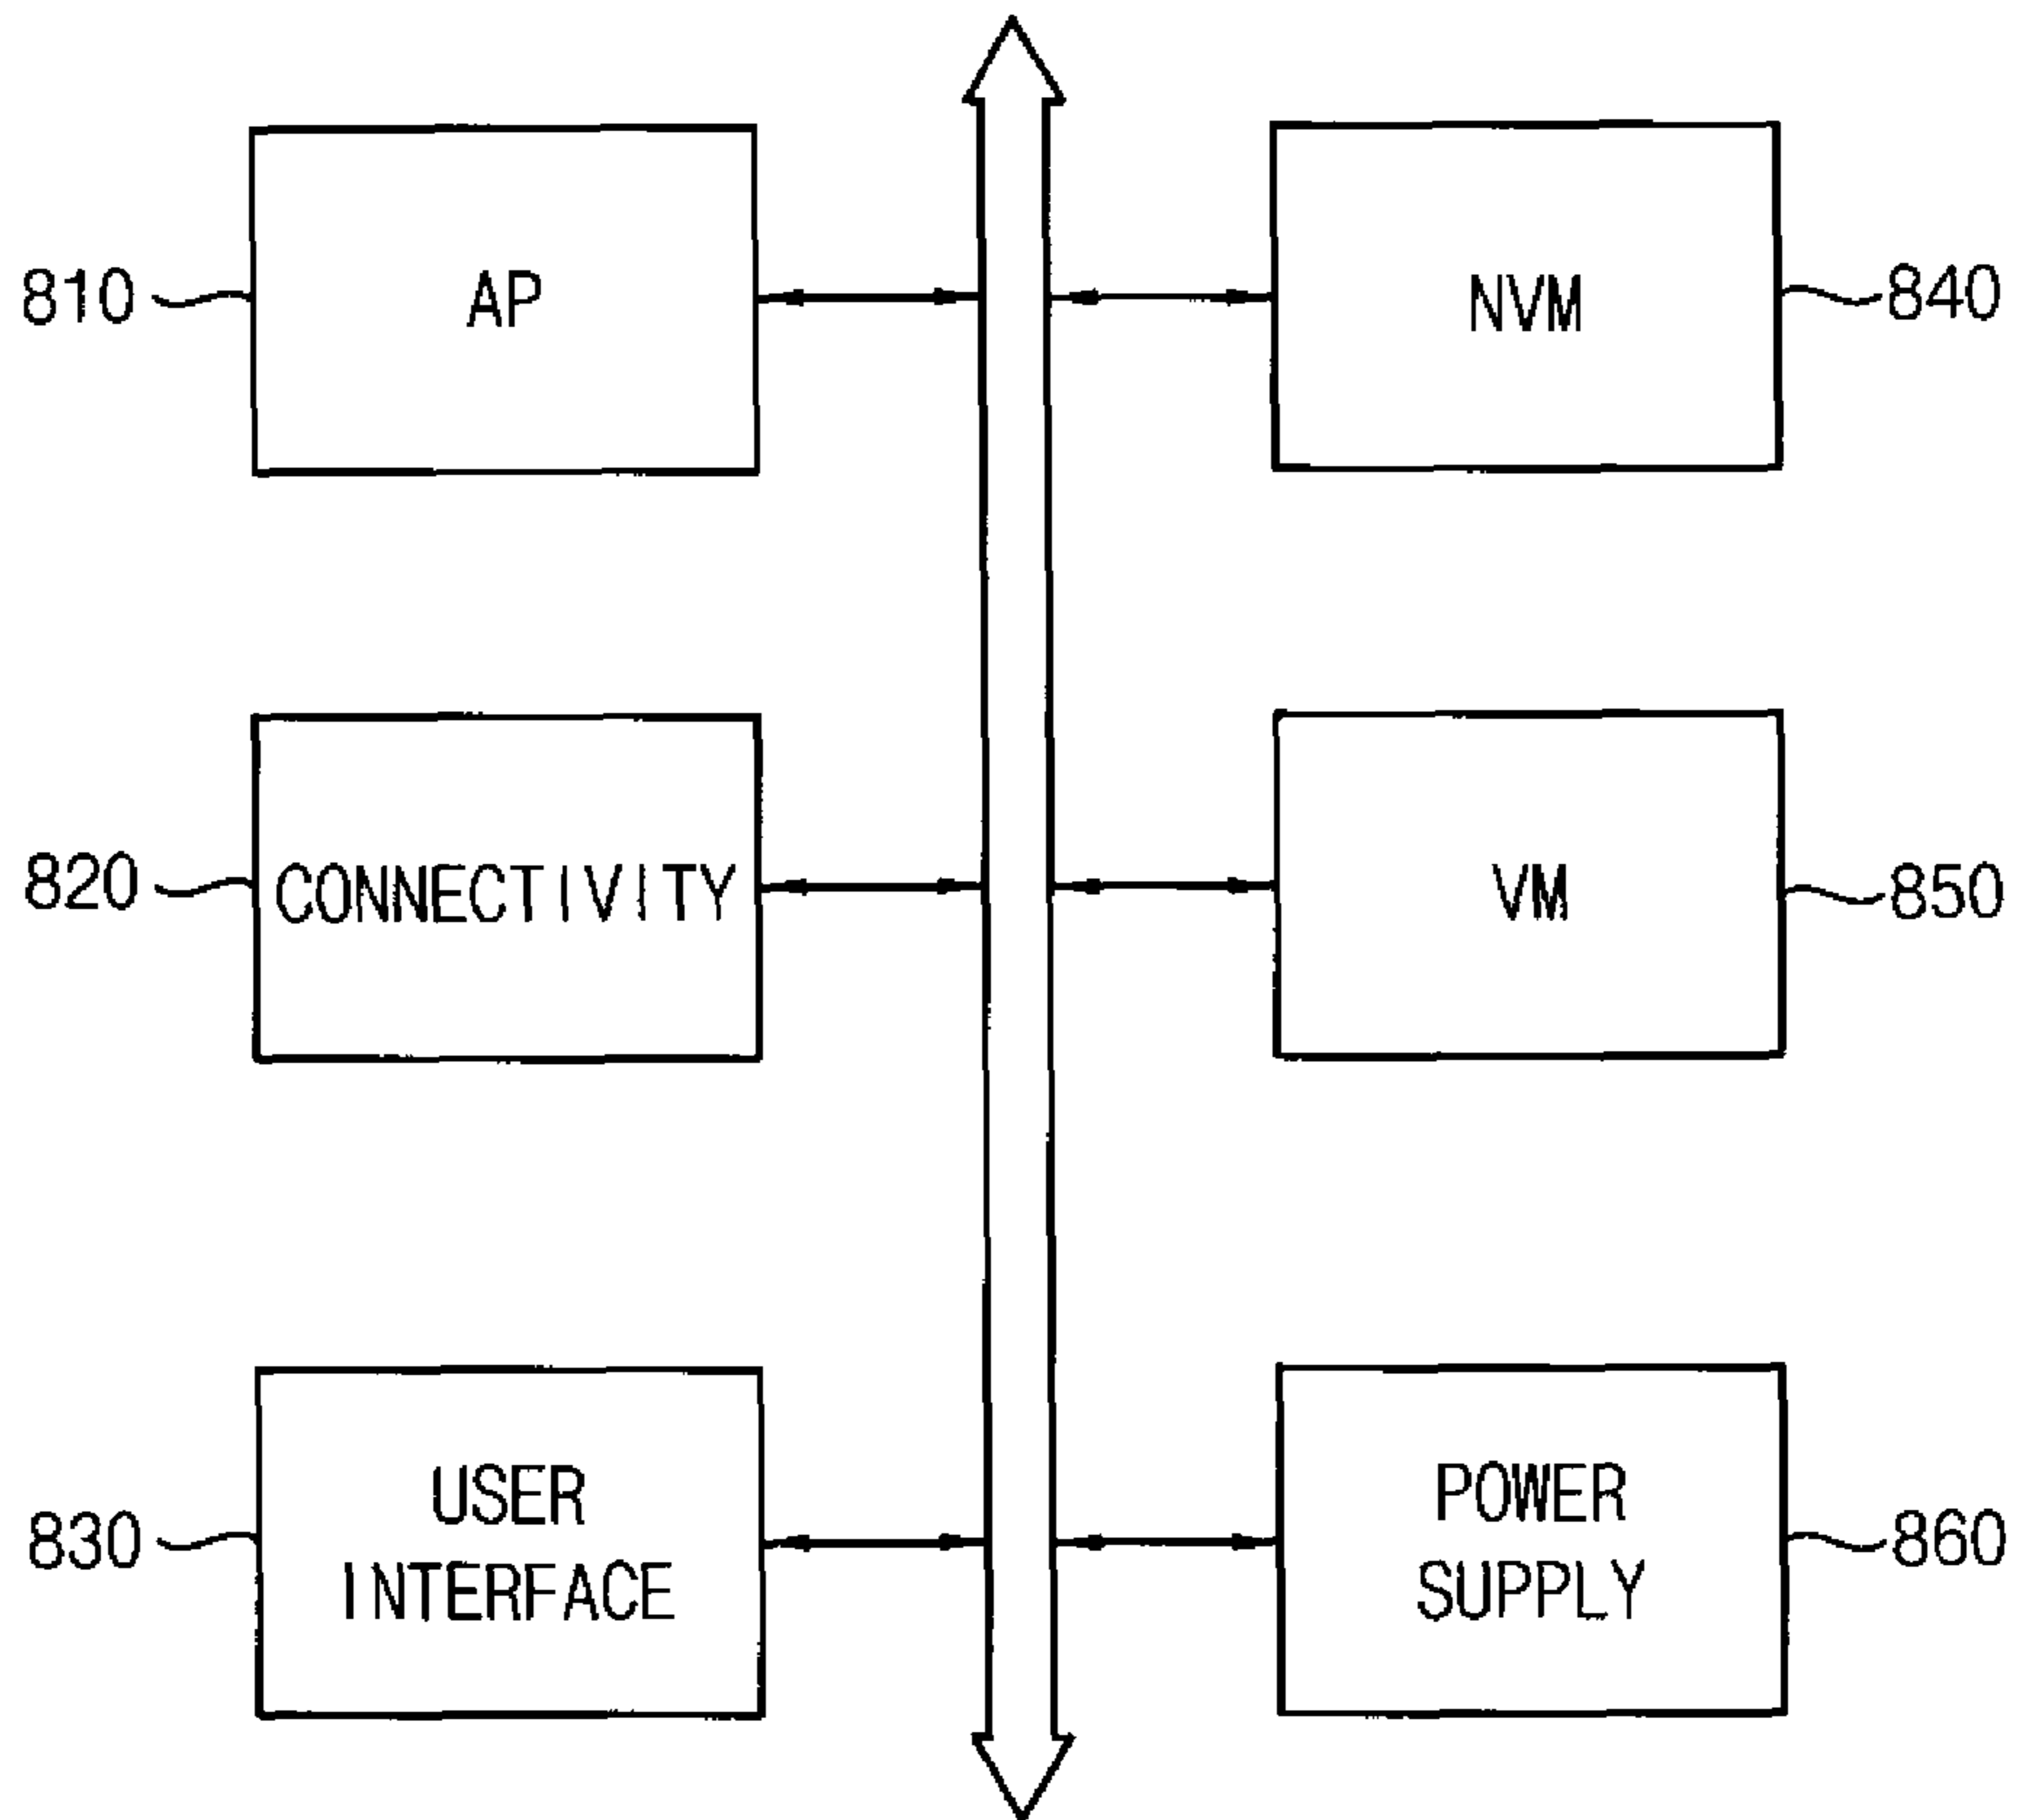 810
AP
NVM
840
820
CONNECTIVITY
VM
850
830
USER
INTERFACE
POWER
SUPPLY
860